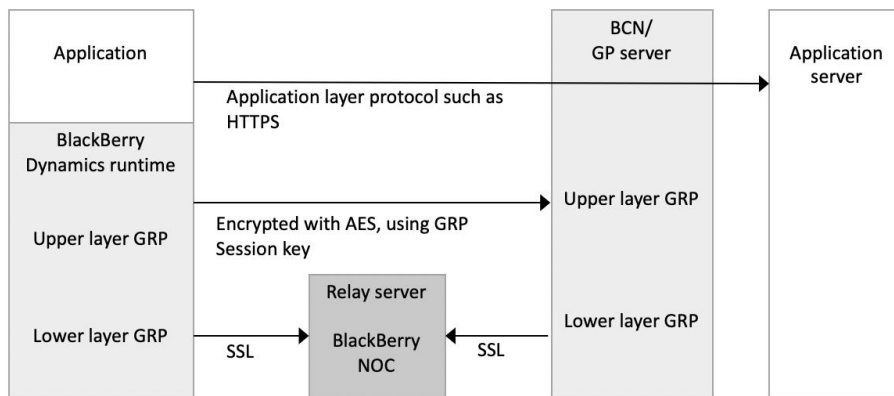 Application
BCN/
GP server
Application
server
Application layer protocol such as
HTTPS
BlackBerry
Dynamics runtime
Upper layer GRP
Encrypted with AES, using GRP
Session key
Upper layer GRP
Relay server
Lower layer GRP
SSL
BlackBerry
NOC
SSL
Lower layer GRP